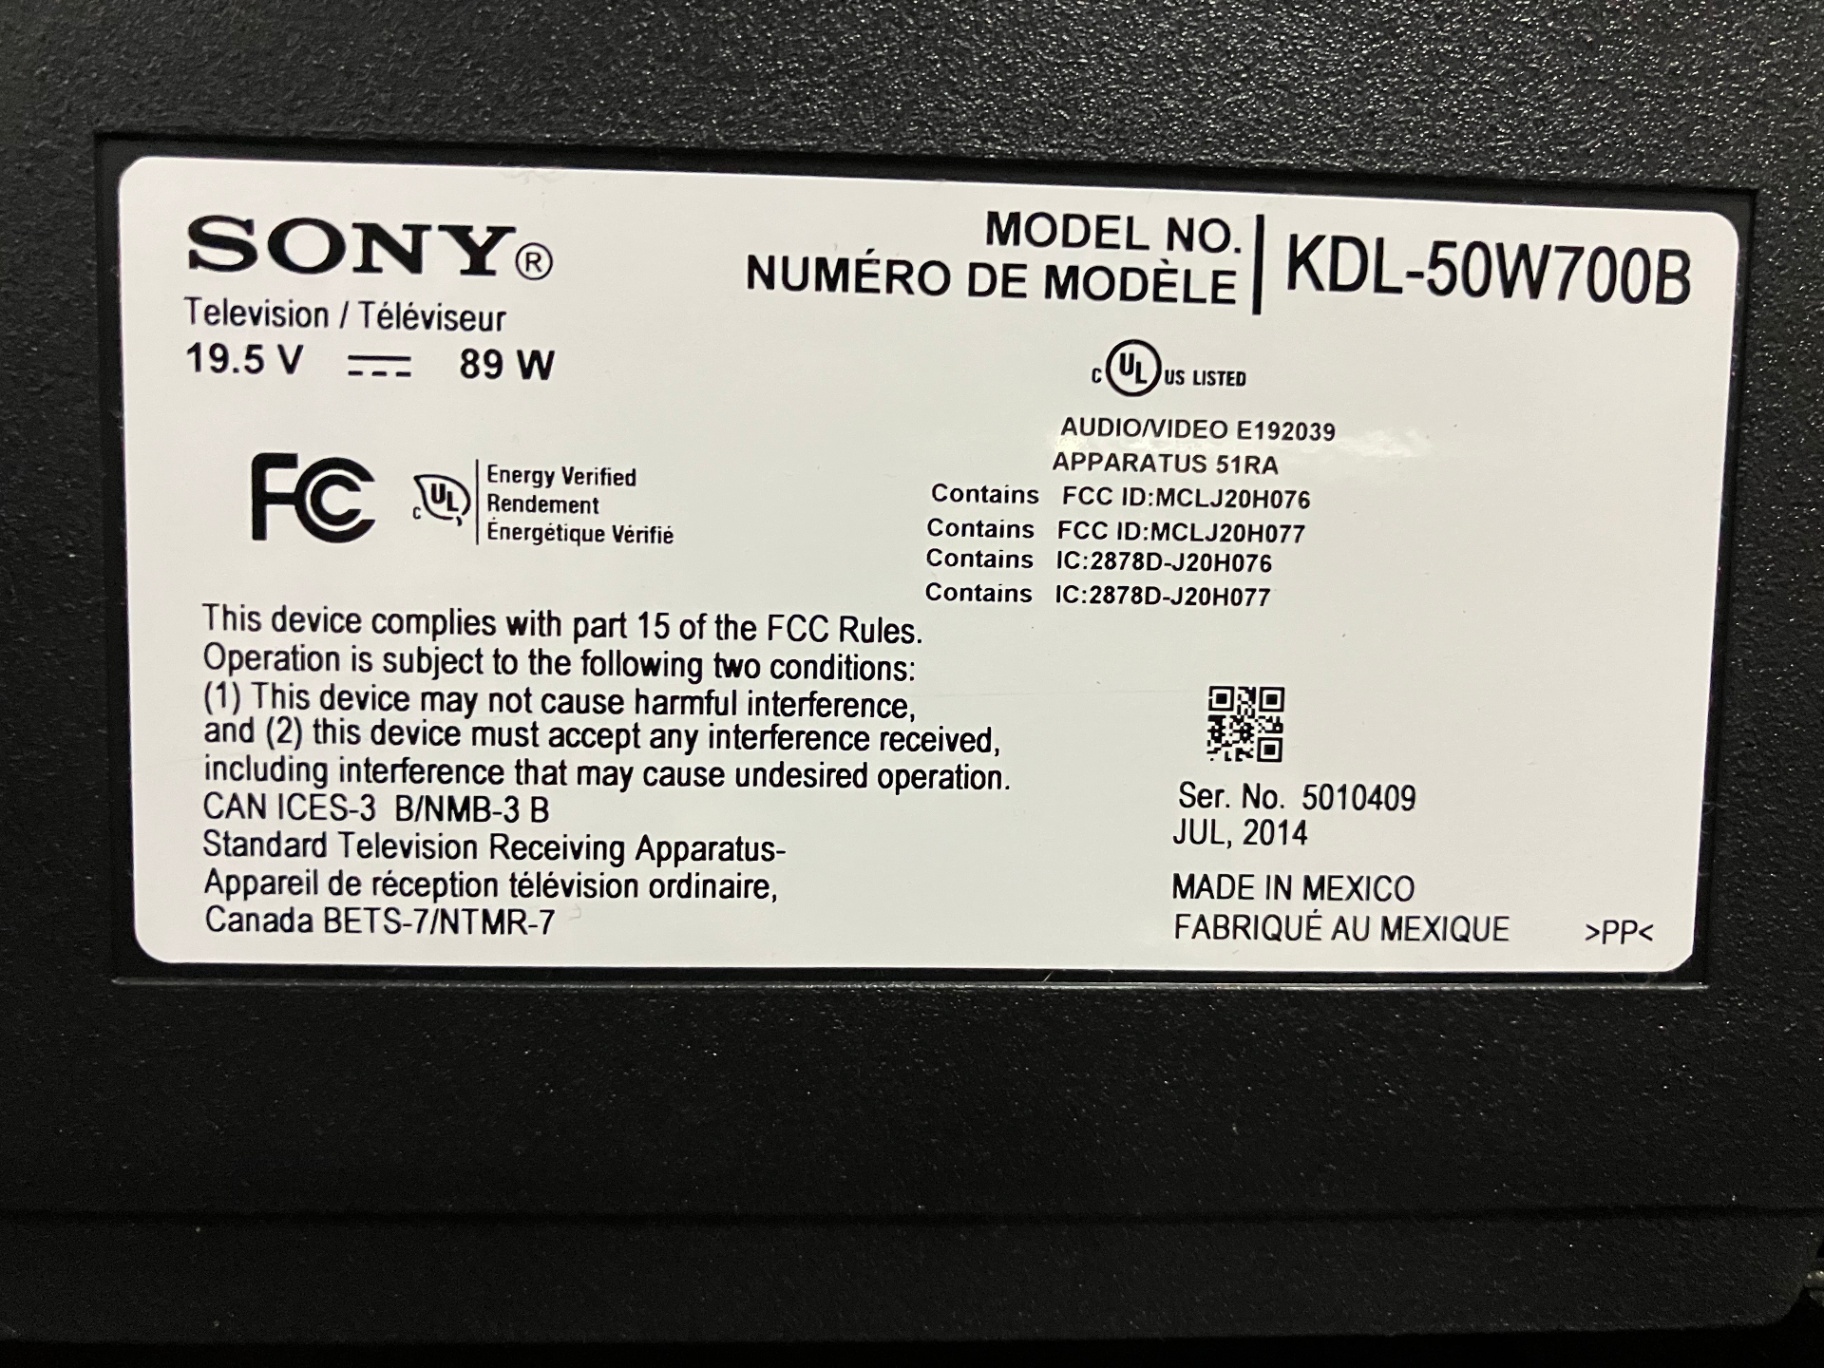 SONY®
Television / Téléviseur
19.5 V ⎓ 89 W
MODEL NO.
NUMÉRO DE MODÈLE
KDL-50W700B
C UL US LISTED
AUDIO/VIDEO E192039
APPARATUS 51RA
Contains FCC ID:MCLJ20H076
Contains FCC ID:MCLJ20H077
Contains IC:2878D-J20H076
Contains IC:2878D-J20H077
FC
C UL
Energy Verified
Rendement
Énergétique Vérifié
This device complies with part 15 of the FCC Rules.
Operation is subject to the following two conditions:
(1) This device may not cause harmful interference,
and (2) this device must accept any interference received,
including interference that may cause undesired operation.
CAN ICES-3 B/NMB-3 B
Standard Television Receiving Apparatus-
Appareil de réception télévision ordinaire,
Canada BETS-7/NTMR-7
Ser. No. 5010409
JUL, 2014
MADE IN MEXICO
FABRIQUÉ AU MEXIQUE
>PP<